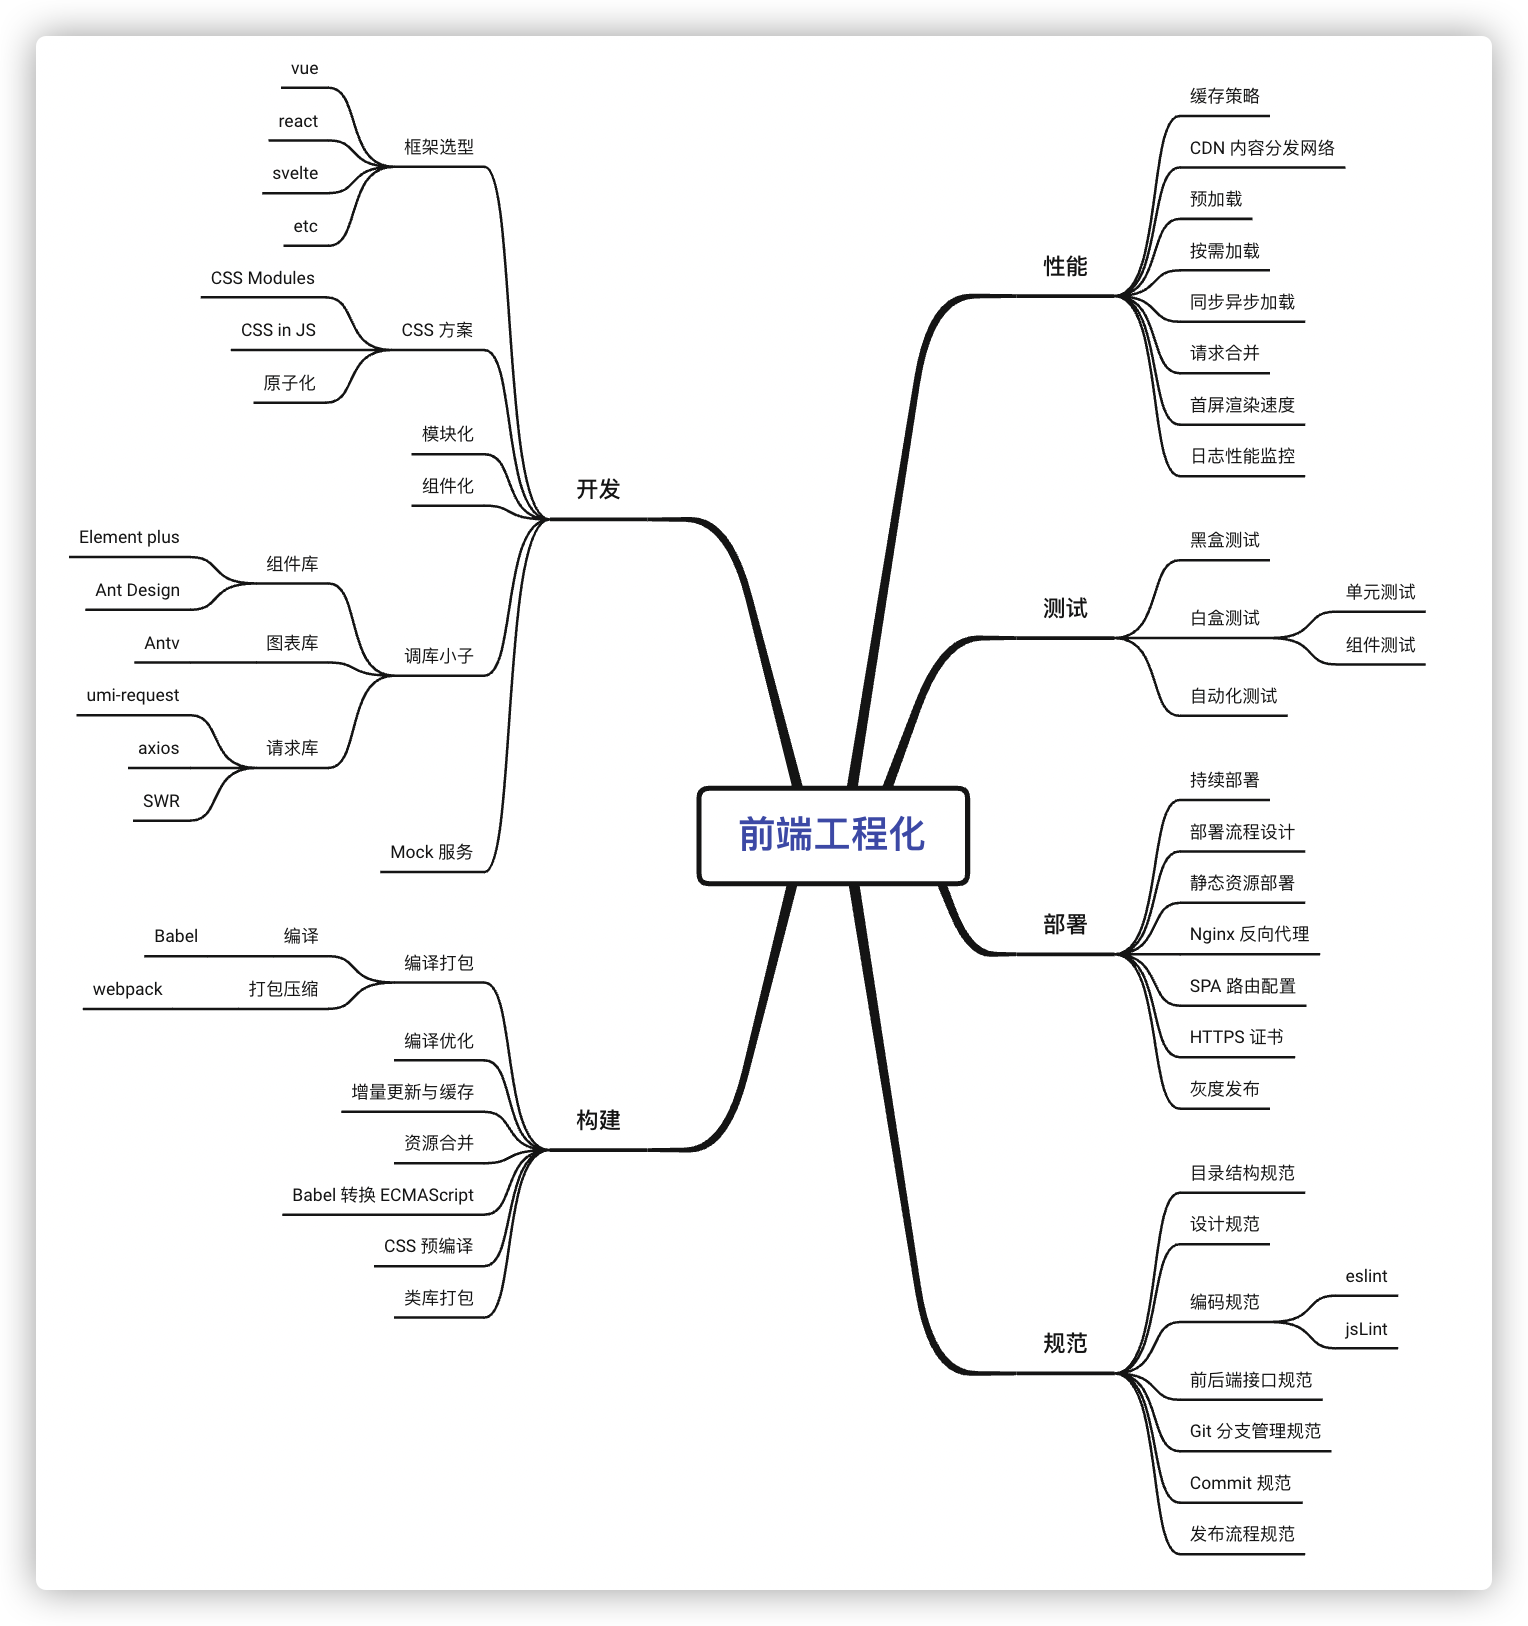 前端工程化
开发
框架选型
vue
react
svelte
etc
CSS 方案
CSS Modules
CSS in JS
原子化
模块化
组件化
调库小子
组件库
Element plus
Ant Design
图表库
Antv
请求库
umi-request
axios
SWR
Mock 服务
构建
编译打包
编译
Babel
打包压缩
webpack
编译优化
增量更新与缓存
资源合并
Babel 转换 ECMAScript
CSS 预编译
类库打包
性能
缓存策略
CDN 内容分发网络
预加载
按需加载
同步异步加载
请求合并
首屏渲染速度
日志性能监控
测试
黑盒测试
白盒测试
单元测试
组件测试
自动化测试
部署
持续部署
部署流程设计
静态资源部署
Nginx 反向代理
SPA 路由配置
HTTPS 证书
灰度发布
规范
目录结构规范
设计规范
编码规范
eslint
jsLint
前后端接口规范
Git 分支管理规范
Commit 规范
发布流程规范